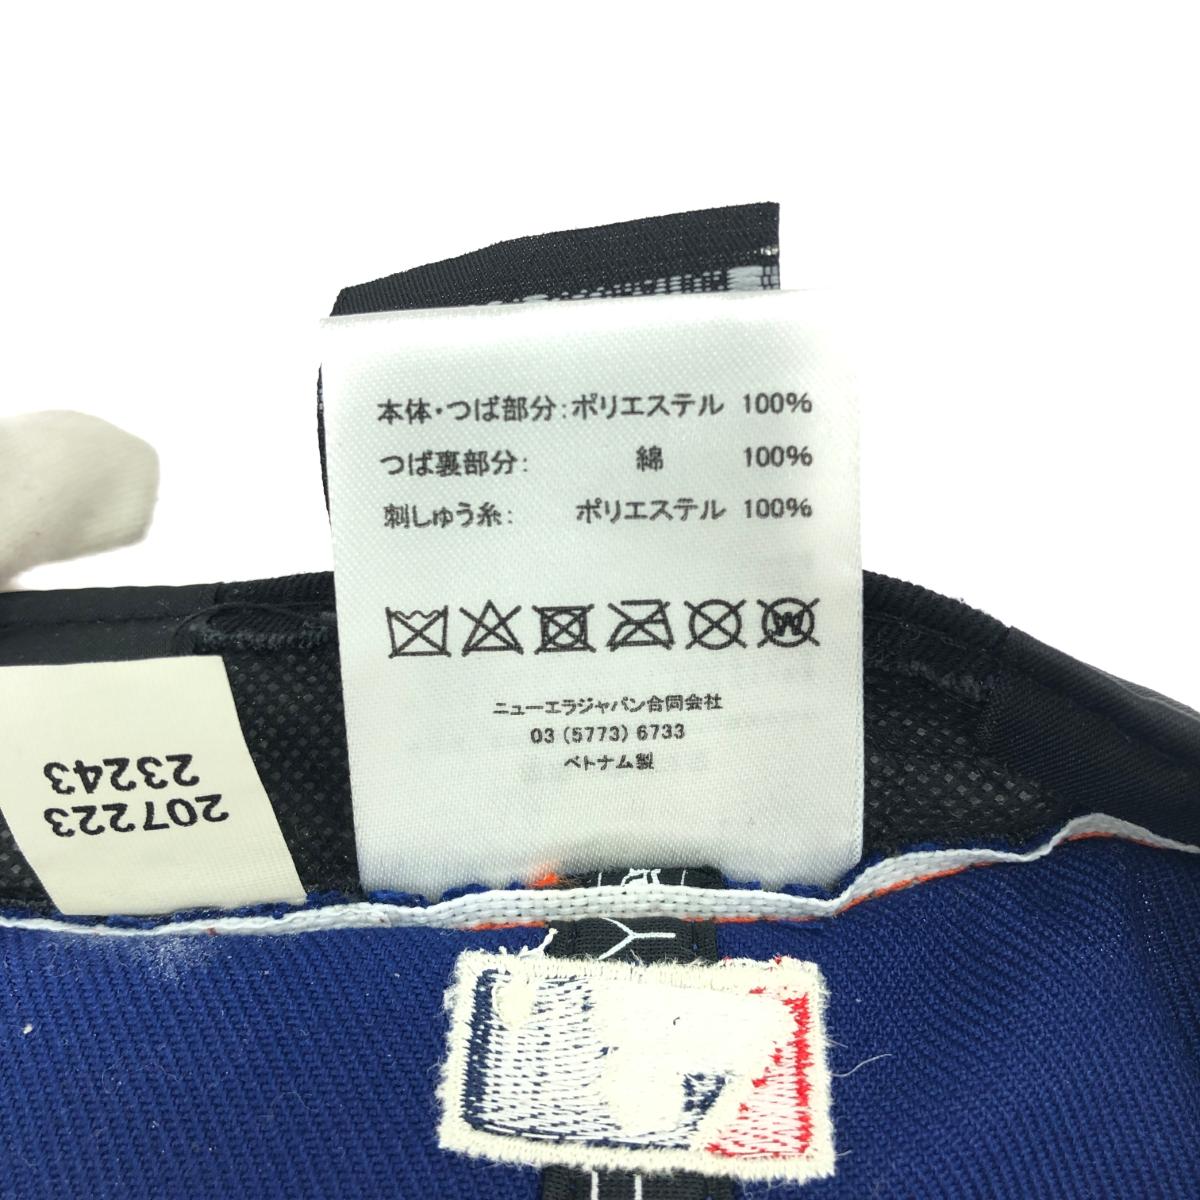 本体・つば部分:ポリエステル 100%
つば裏部分: 綿 100%
刺しゅう糸: ポリエステル 100%
ニューエラジャパン合同会社
03 (5773) 6733
ベトナム製
207223
23243